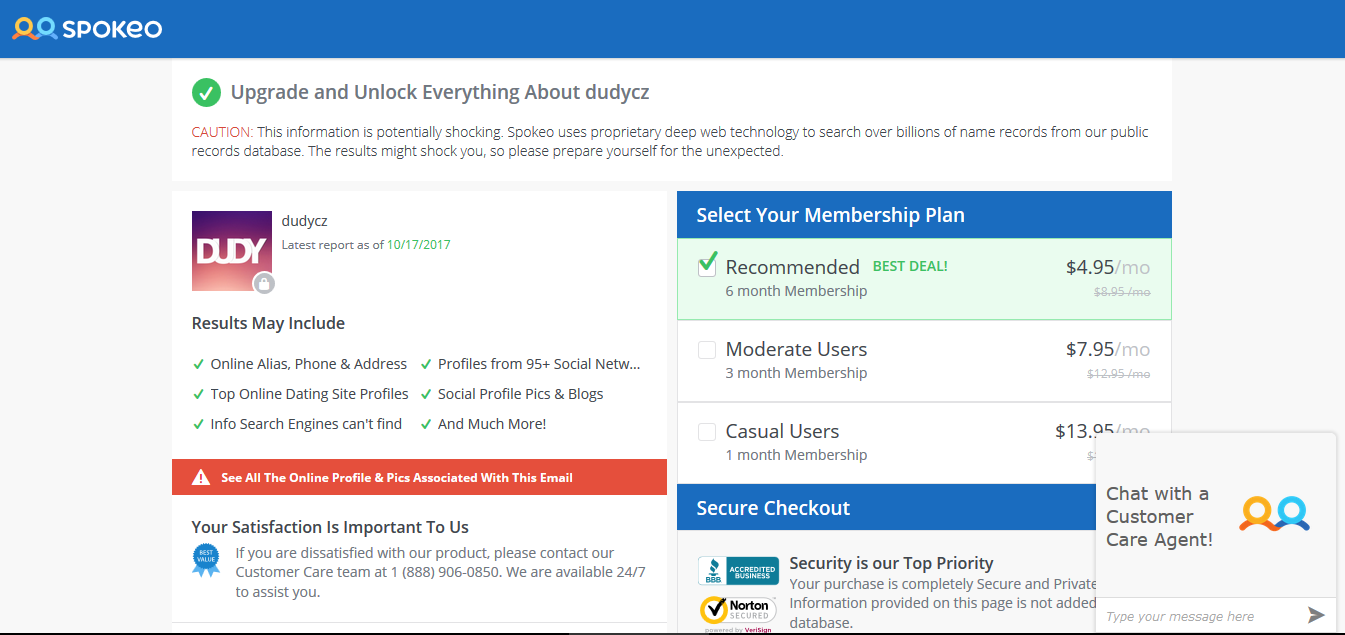 SPOKEO
Upgrade and Unlock Everything About dudycz
CAUTION: This information is potentially shocking. Spokeo uses proprietary deep web technology to search over billions of name records from our public
records database. The results might shock you, so please prepare yourself for the unexpected.
DUDY
dudycz
Latest report as of 10/17/2017
Results May Include
Online Alias, Phone & Address
Profiles from 95+ Social Netw...
Top Online Dating Site Profiles
Social Profile Pics & Blogs
Info Search Engines can't find
And Much More!
See All The Online Profile & Pics Associated With This Email
Your Satisfaction Is Important To Us
BEST
VALUE
If you are dissatisfied with our product, please contact our
Customer Care team at 1 (888) 906-0850. We are available 24/7
to assist you.
Select Your Membership Plan
Recommended BEST DEAL! $4.95/mo
6 month Membership $8.95 /mo
Moderate Users $7.95/mo
3 month Membership $12.95 /mo
Casual Users $13.95/mo
1 month Membership
Secure Checkout
BBB
ACCREDITED
BUSINESS
Norton
SECURED
powered by VeriSign
Security is our Top Priority
Your purchase is completely Secure and Private
Information provided on this page is not added
database.
Chat with a
Customer
Care Agent!
Type your message here